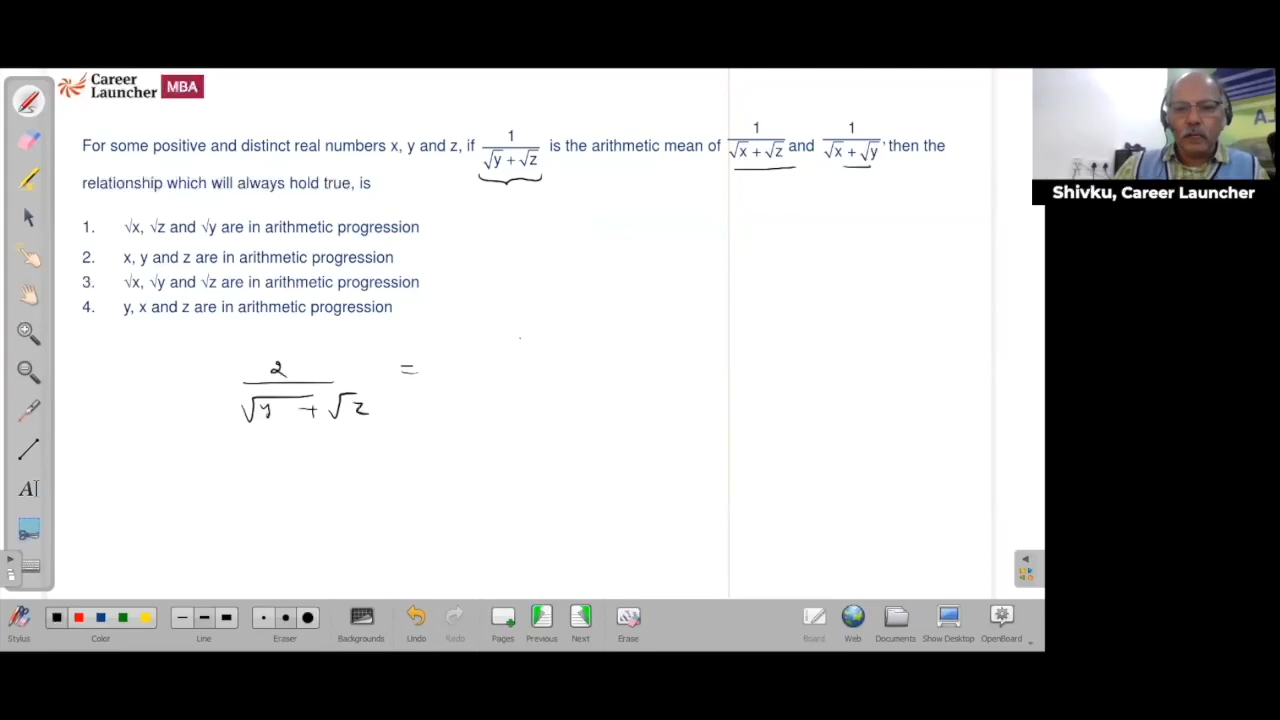 Career
Launcher MBA
For some positive and distinct real numbers x, y and z, if 1/(√y + √z) is the arithmetic mean of 1/(√x + √z) and 1/(√x + √y), then the
relationship which will always hold true, is
1. √x, √z and √y are in arithmetic progression
2. x, y and z are in arithmetic progression
3. √x, √y and √z are in arithmetic progression
4. y, x and z are in arithmetic progression
2/(√y + √z) =
Shivku, Career Launcher
AI
Stylus Color Line Eraser Backgrounds Undo Redo Pages Previous Next Erase Board Web Documents Show Desktop OpenBoard